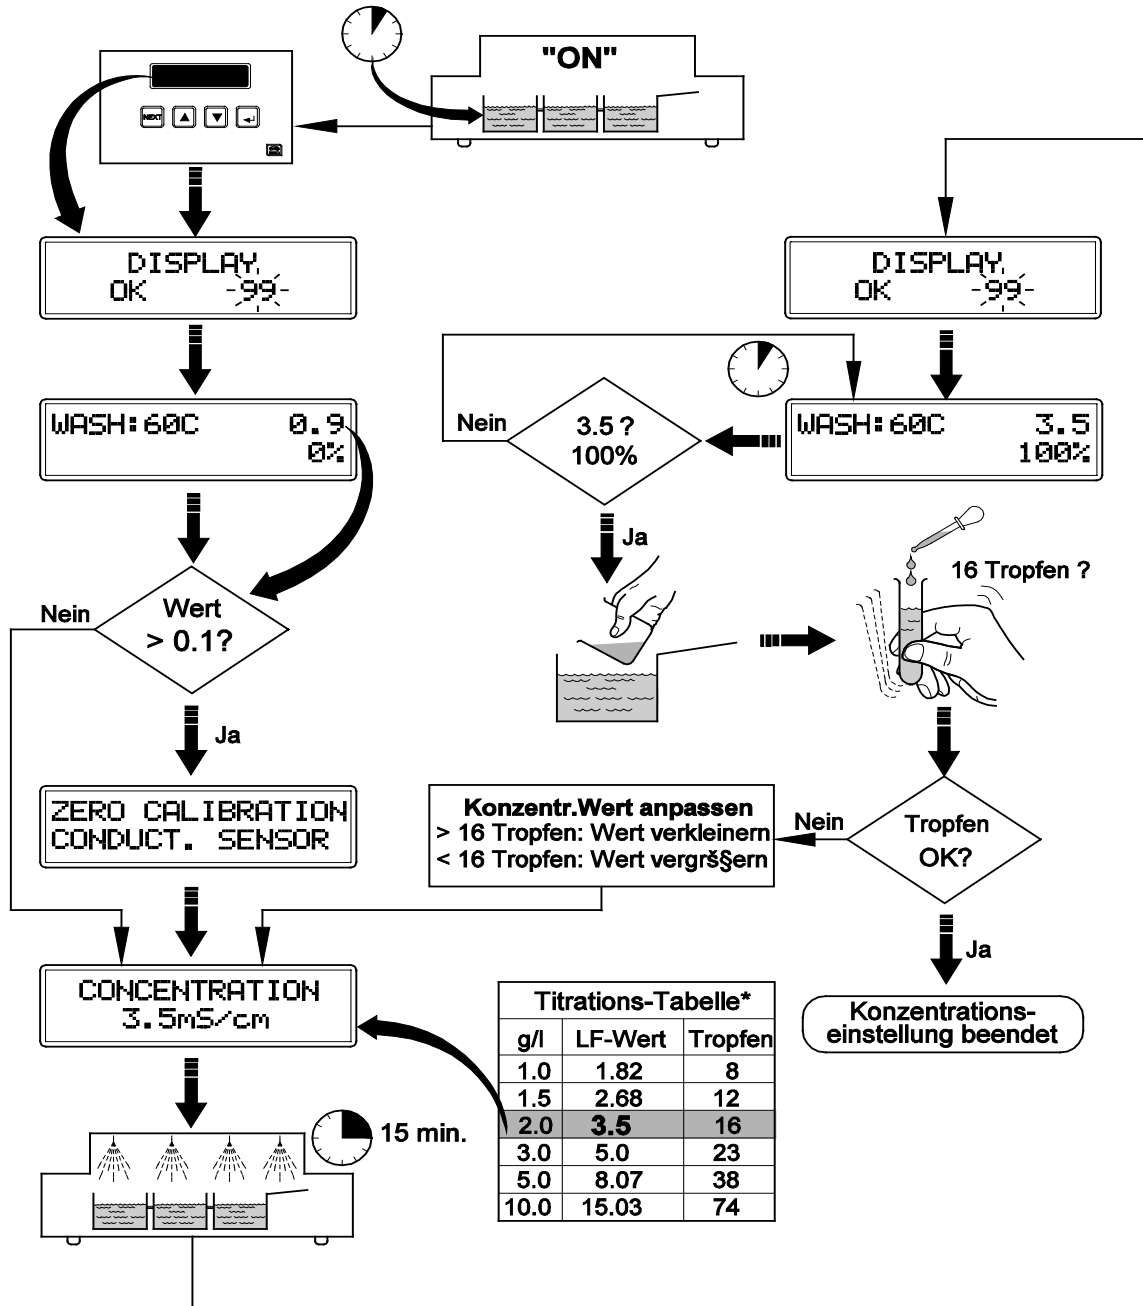 "ON"
NEXT
DISPLAY
OK -99-
WASH:60C 0.9
0%
Wert
> 0.1?
Nein
Ja
ZERO CALIBRATION
CONDUCT. SENSOR
CONCENTRATION
3.5mS/cm
15 min.
Titrations-Tabelle*
g/l LF-Wert Tropfen
1.0 1.82 8
1.5 2.68 12
2.0 3.5 16
3.0 5.0 23
5.0 8.07 38
10.0 15.03 74
DISPLAY
OK -99-
WASH:60C 3.5
100%
3.5 ?
100%
Nein
Ja
16 Tropfen ?
Tropfen
OK?
Nein
Konzentr.Wert anpassen
> 16 Tropfen: Wert verkleinern
< 16 Tropfen: Wert vergrš§ern
Ja
Konzentrations-
einstellung beendet